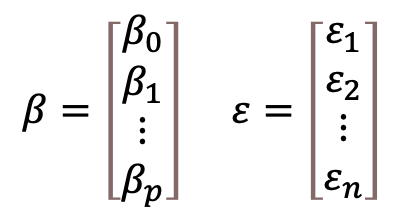 β = [β₀ β₁ ⋮ βₚ]
ε = [ε₁ ε₂ ⋮ εₙ]